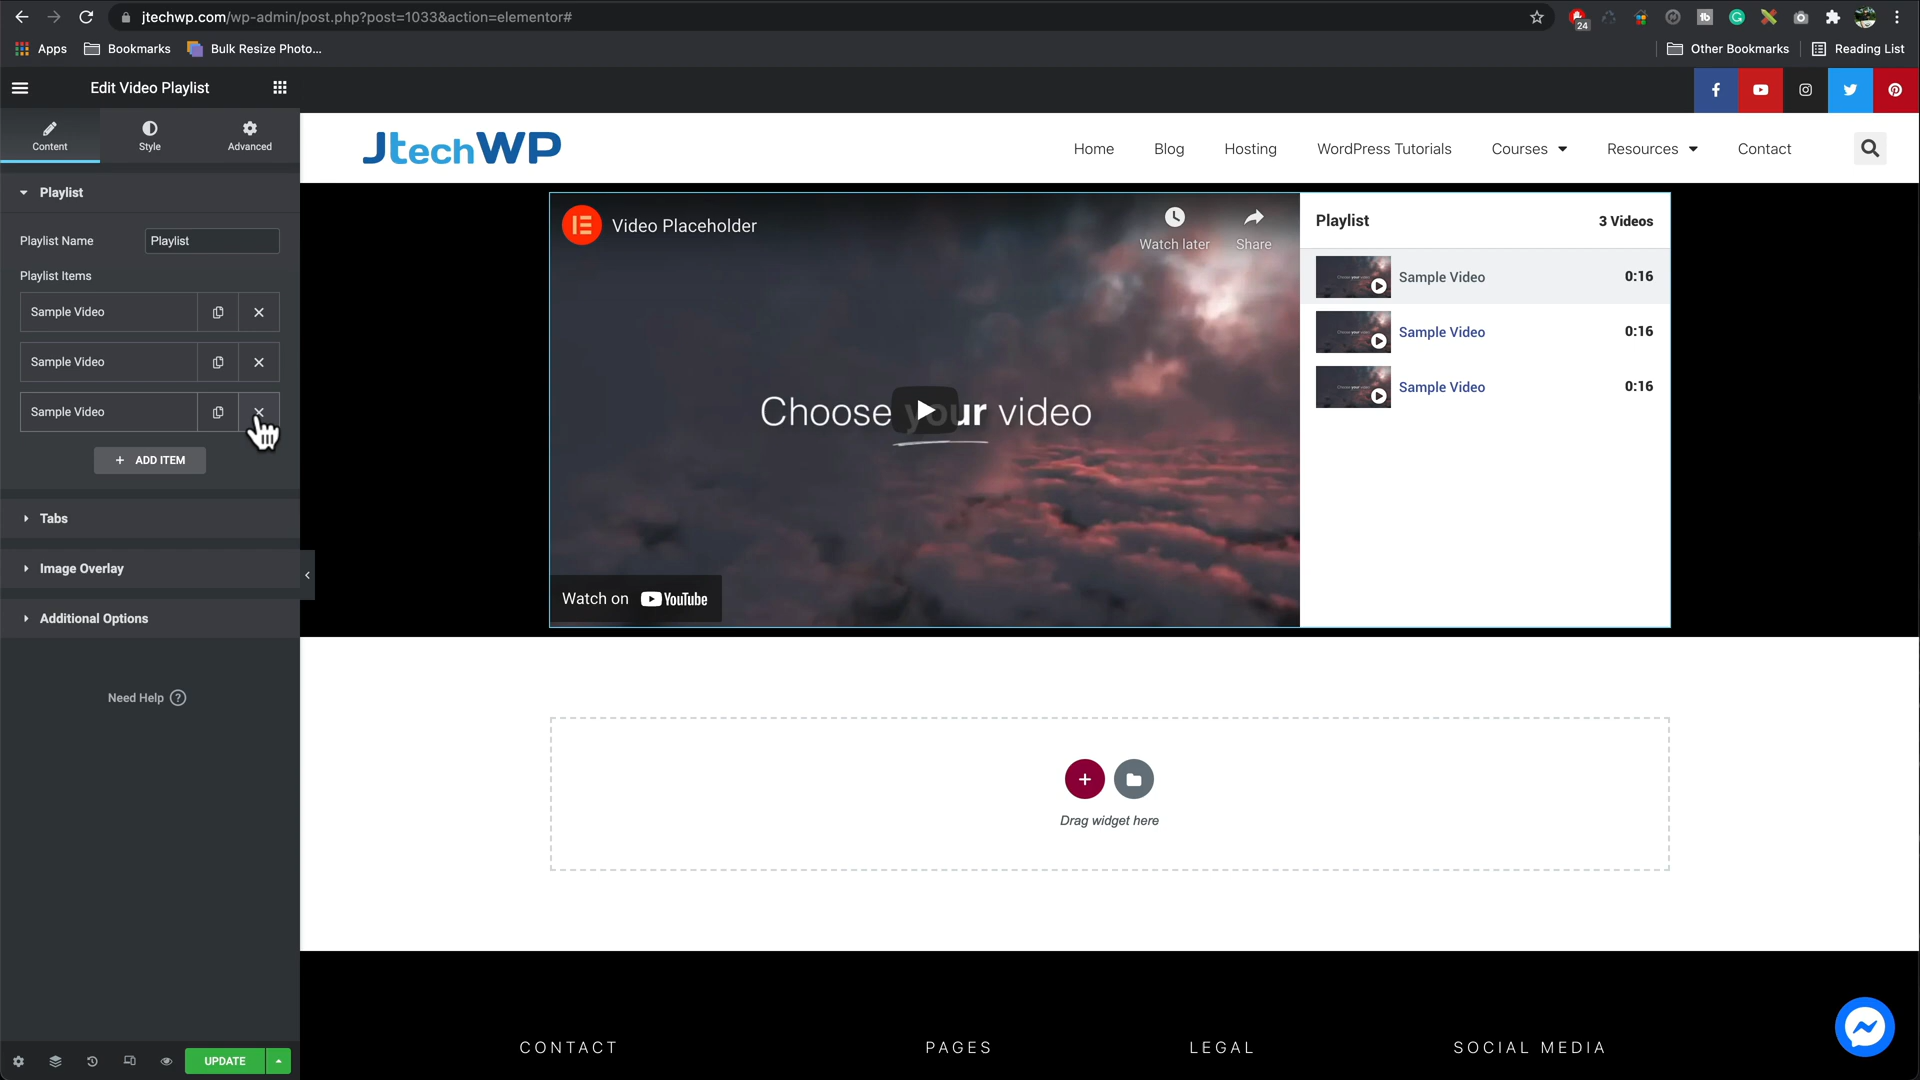 jtechwp.com/wp-admin/post.php?post=1033&action=elementor#
24
Apps
Bookmarks
Bulk Resize Photo...
Other Bookmarks
Reading List
Edit Video Playlist
Content
Style
Advanced
JtechWP
Home
Blog
Hosting
WordPress Tutorials
Courses
Resources
Contact
Playlist
Playlist Name
Playlist
Playlist Items
Sample Video
Sample Video
Sample Video
ADD ITEM
Tabs
Image Overlay
Additional Options
Need Help
Video Placeholder
Watch later
Share
Choose your video
Watch on YouTube
Playlist
3 Videos
Sample Video
0:16
Sample Video
0:16
Sample Video
0:16
Drag widget here
CONTACT
PAGES
LEGAL
SOCIAL MEDIA
UPDATE